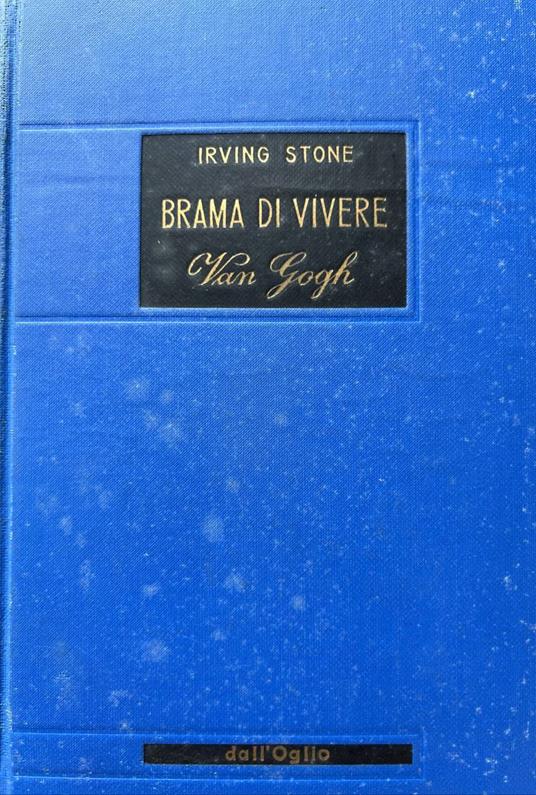 IRVING STONE
BRAMA DI VIVERE
Van Gogh
dall'Oglio